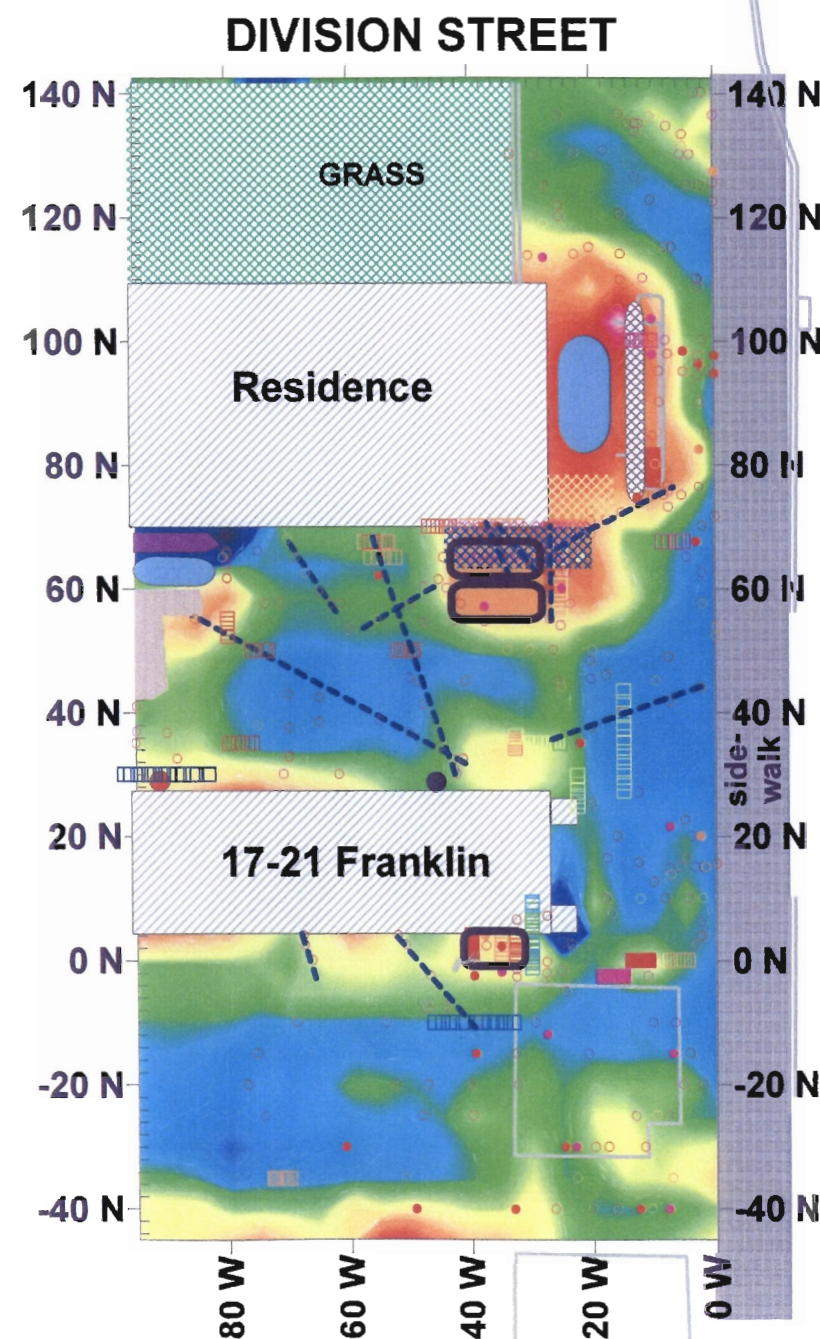 DIVISION STREET
140 N
140 N
GRASS
120 N
120 N
100 N
100 N
Residence
80 N
80 N
60 N
60 N
40 N
40 N
side-
walk
20 N
20 N
17-21 Franklin
0 N
0 N
-20 N
-20 N
-40 N
-40 N
80 W
60 W
40 W
20 W
0 W